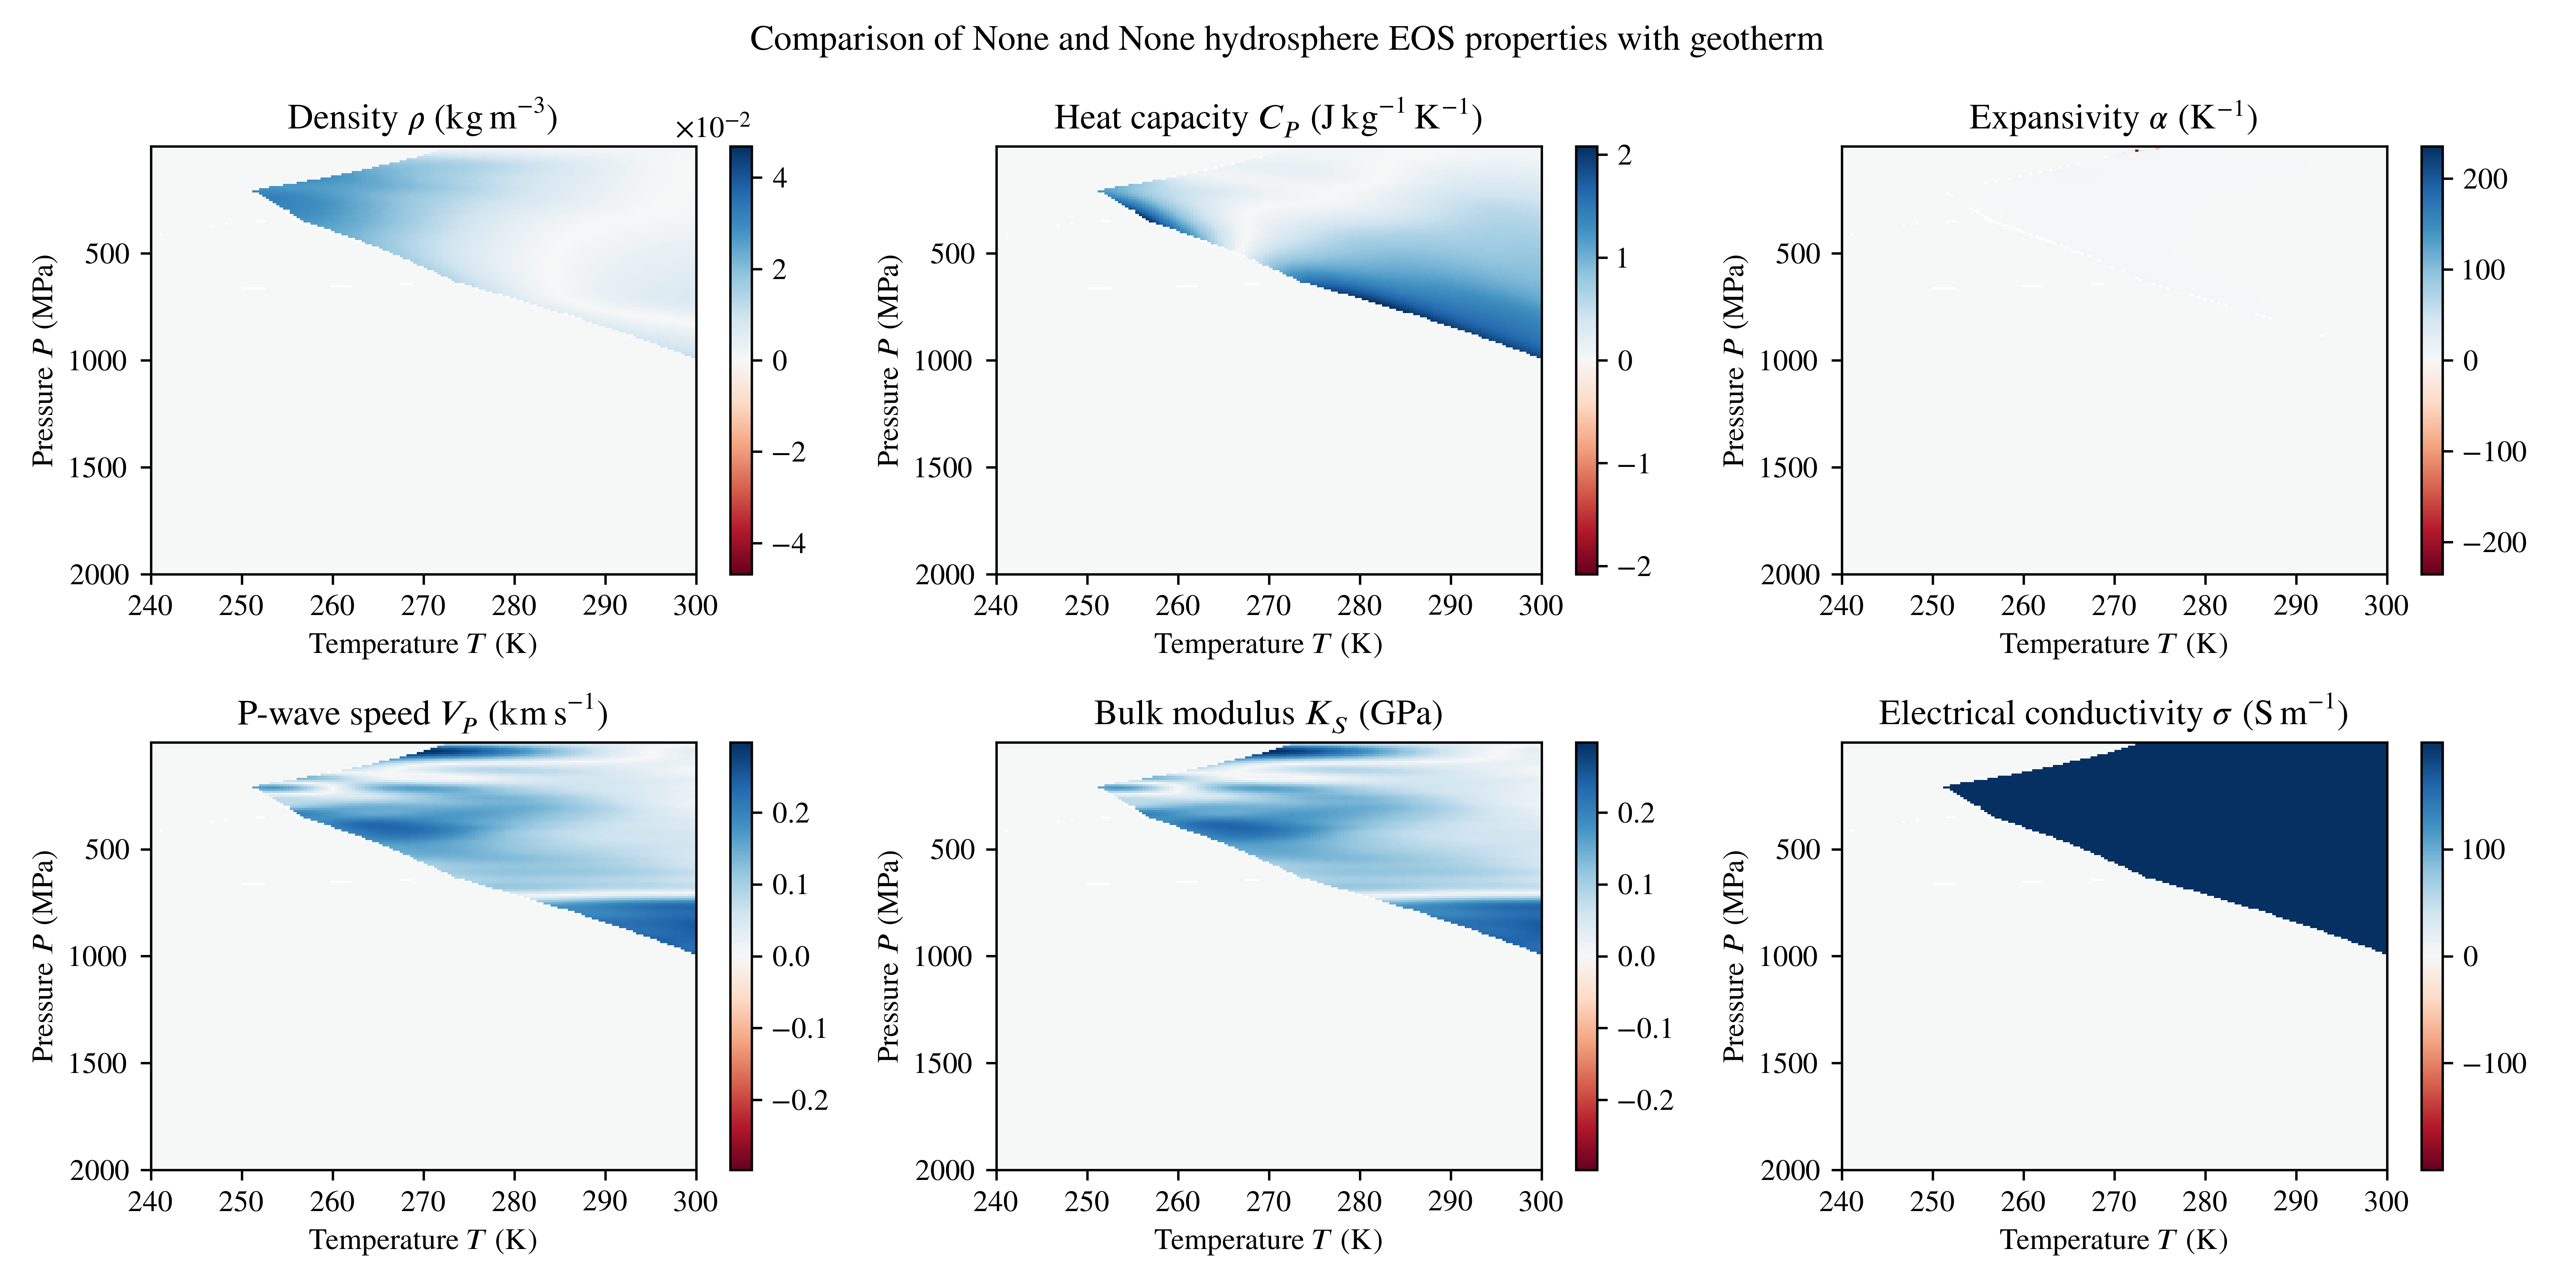 Comparison of None and None hydrosphere EOS properties with geotherm
Density ρ (kg m⁻³)
×10⁻²
Pressure P (MPa)
500
1000
1500
2000
240 250 260 270 280 290 300
Temperature T (K)
4
2
0
−2
−4
Heat capacity C_P (J kg⁻¹ K⁻¹)
Pressure P (MPa)
500
1000
1500
2000
240 250 260 270 280 290 300
Temperature T (K)
2
1
0
−1
−2
Expansivity α (K⁻¹)
Pressure P (MPa)
500
1000
1500
2000
240 250 260 270 280 290 300
Temperature T (K)
200
100
0
−100
−200
P-wave speed V_P (km s⁻¹)
Pressure P (MPa)
500
1000
1500
2000
240 250 260 270 280 290 300
Temperature T (K)
0.2
0.1
0.0
−0.1
−0.2
Bulk modulus K_S (GPa)
Pressure P (MPa)
500
1000
1500
2000
240 250 260 270 280 290 300
Temperature T (K)
0.2
0.1
0.0
−0.1
−0.2
Electrical conductivity σ (S m⁻¹)
Pressure P (MPa)
500
1000
1500
2000
240 250 260 270 280 290 300
Temperature T (K)
100
0
−100